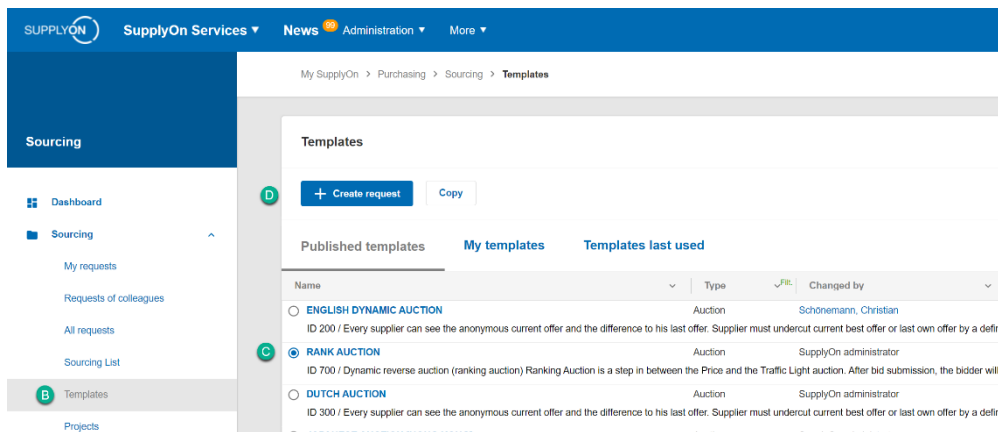 SUPPLYON SupplyOn Services ▼ News 99 Administration ▼ More ▼
My SupplyOn > Purchasing > Sourcing > Templates
Sourcing
Templates
D + Create request Copy
Dashboard
Sourcing
My requests
Requests of colleagues
All requests
Sourcing List
B Templates
Projects
Published templates My templates Templates last used
Name Type Filt. Changed by
ENGLISH DYNAMIC AUCTION Auction Schönemann, Christian
ID 200 / Every supplier can see the anonymous current offer and the difference to his last offer. Supplier must undercut current best offer or last own offer by a defin
C RANK AUCTION Auction SupplyOn administrator
ID 700 / Dynamic reverse auction (ranking auction) Ranking Auction is a step in between the Price and the Traffic Light auction. After bid submission, the bidder will
DUTCH AUCTION Auction SupplyOn administrator
ID 300 / Every supplier can see the anonymous current offer and the difference to his last offer. Supplier must undercut current best offer or last own offer by a defin